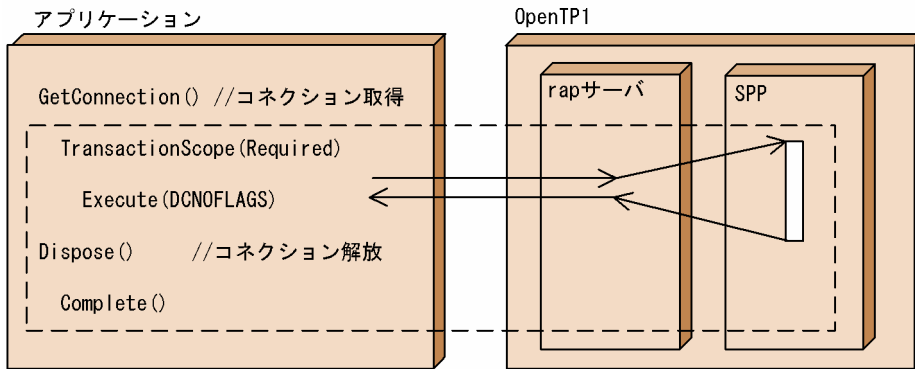 アプリケーション
OpenTP1
GetConnection() //コネクション取得
rapサーバ
SPP
TransactionScope(Required)
Execute(DCNOFLAGS)
Dispose() //コネクション解放
Complete()